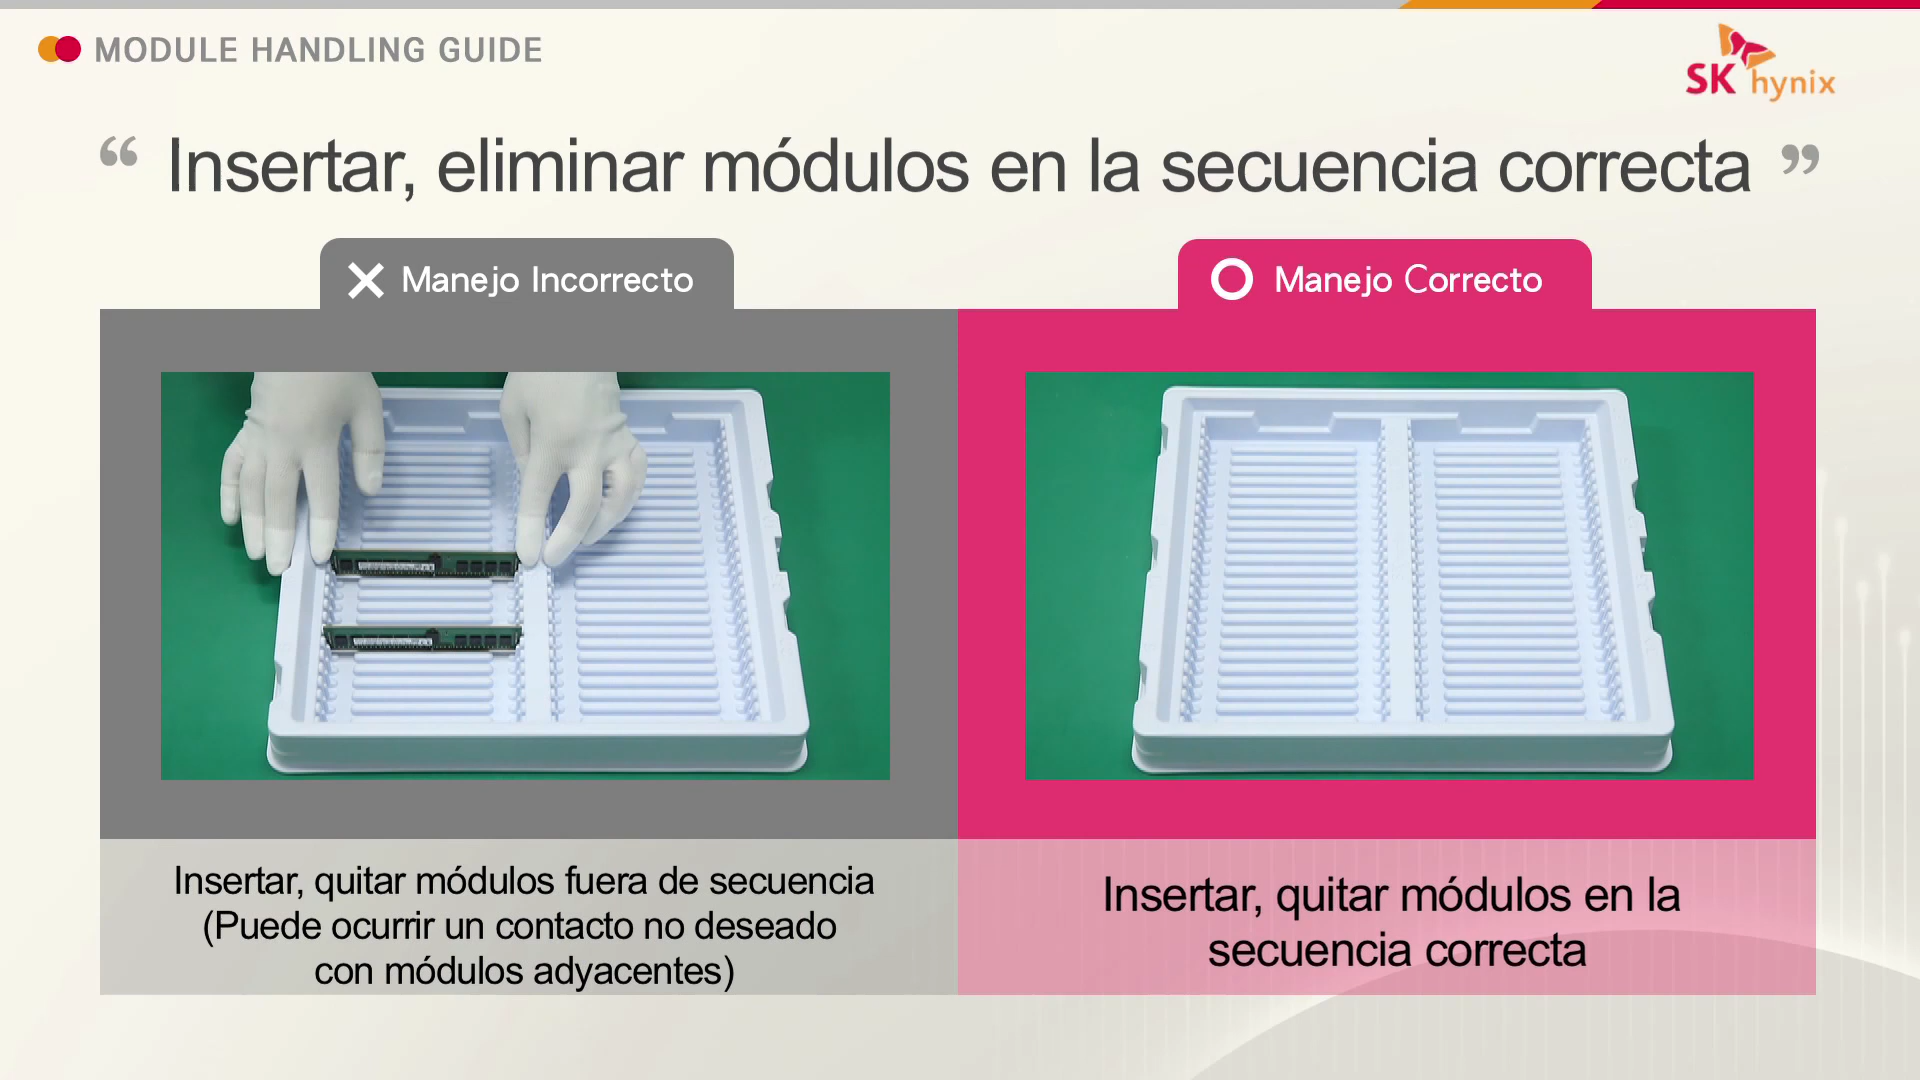 MODULE HANDLING GUIDE
SK hynix
“ Insertar, eliminar módulos en la secuencia correcta ”
Manejo Incorrecto
Manejo Correcto
Insertar, quitar módulos fuera de secuencia
(Puede ocurrir un contacto no deseado
con módulos adyacentes)
Insertar, quitar módulos en la
secuencia correcta